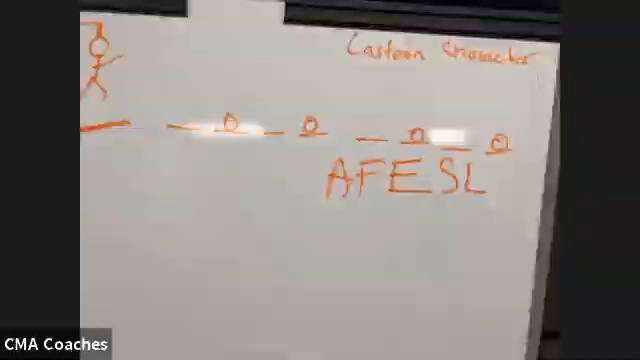 Cartoon Character
_ O _ O _ O _ O
AFESL
CMA Coaches